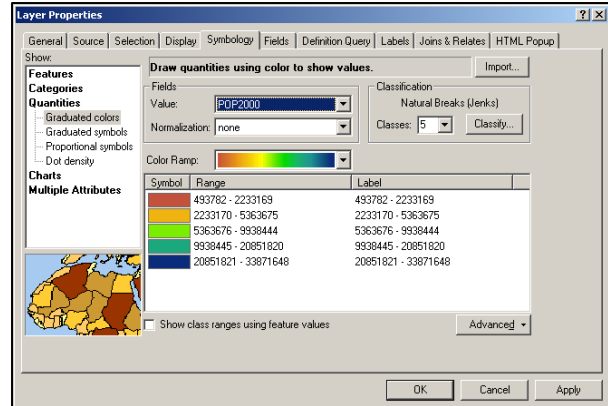 Layer Properties
General Source Selection Display Symbology Fields Definition Query Labels Joins & Relates HTML Popup
Show:
Features
Categories
Quantities
Graduated colors
Graduated symbols
Proportional symbols
Dot density
Charts
Multiple Attributes
Draw quantities using color to show values.
Import...
Fields
Value: POP2000
Normalization: none
Classification
Natural Breaks (Jenks)
Classes: 5 Classify...
Color Ramp:
Symbol Range Label
493782 - 2233169 493782 - 2233169
2233170 - 5363675 2233170 - 5363675
5363676 - 9938444 5363676 - 9938444
9938445 - 20851820 9938445 - 20851820
20851821 - 33871648 20851821 - 33871648
Show class ranges using feature values
Advanced
OK Cancel Apply